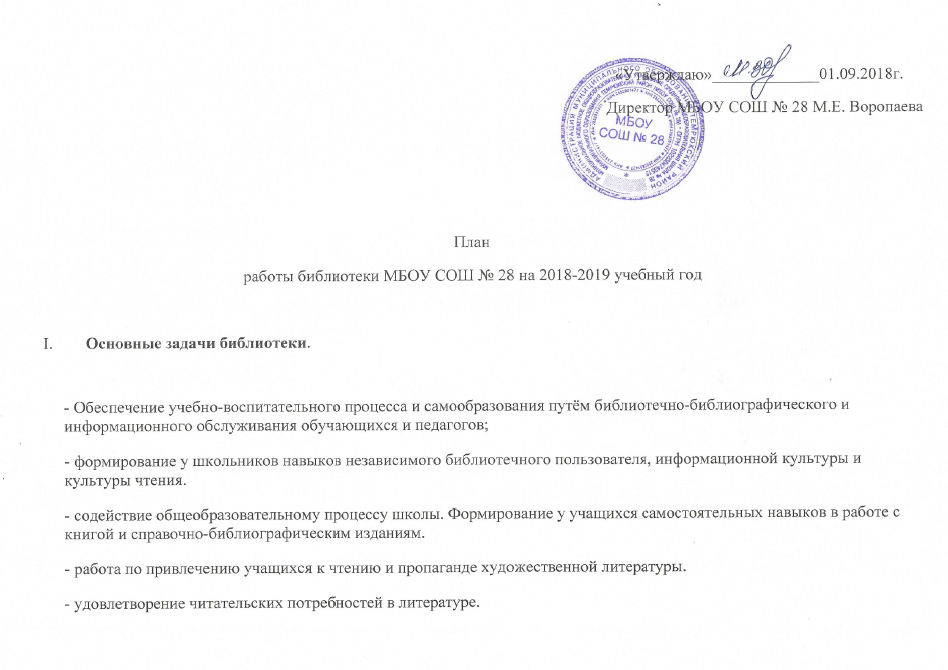 «Утверждаю»______________01.09.2018г.
Директор МБОУ СОШ № 28 М.Е. Воропаева
МБОУ
СОШ № 28
План
работы библиотеки МБОУ СОШ № 28 на 2018-2019 учебный год
I. Основные задачи библиотеки.
- Обеспечение учебно-воспитательного процесса и самообразования путём библиотечно-библиографического и
информационного обслуживания обучающихся и педагогов;
- формирование у школьников навыков независимого библиотечного пользователя, информационной культуры и
культуры чтения.
- содействие общеобразовательному процессу школы. Формирование у учащихся самостоятельных навыков в работе с
книгой и справочно-библиографическим изданиям.
- работа по привлечению учащихся к чтению и пропаганде художественной литературы.
- удовлетворение читательских потребностей в литературе.